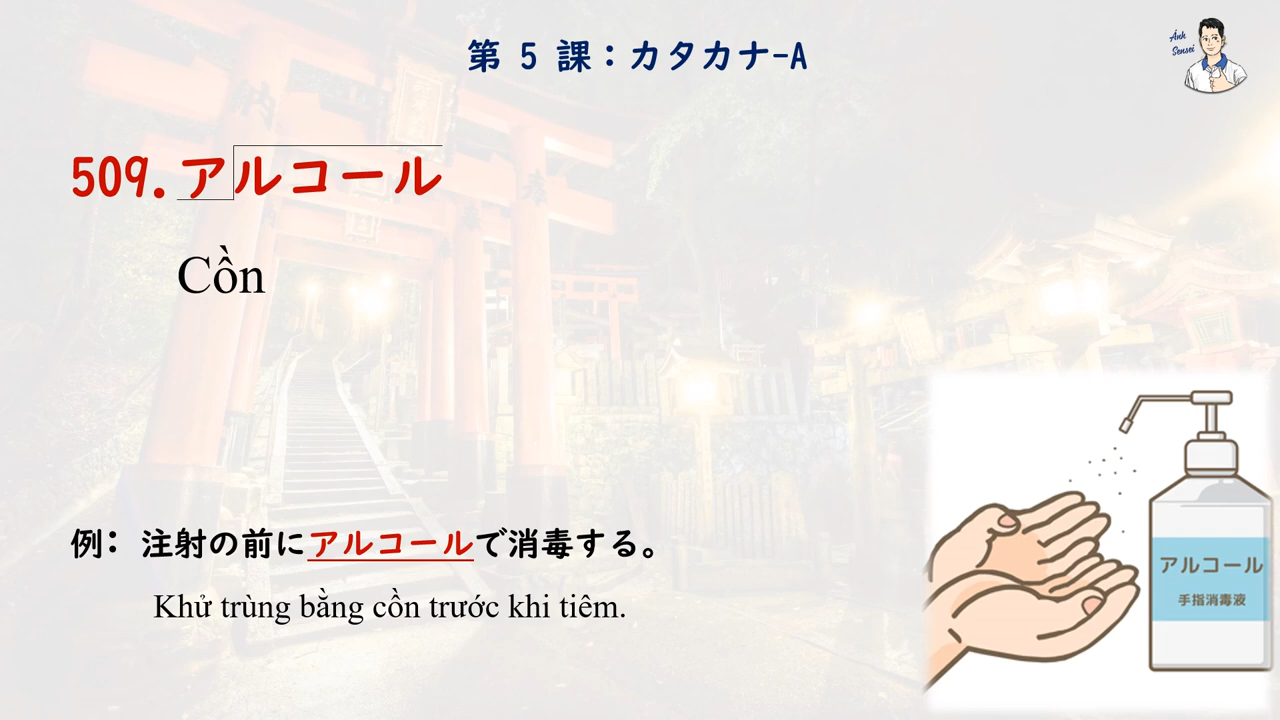 第 5 課：カタカナ-A
Ánh
Sensei
509.アルコール
Cồn
例： 注射の前にアルコールで消毒する。
Khử trùng bằng cồn trước khi tiêm.
アルコール
手指消毒液